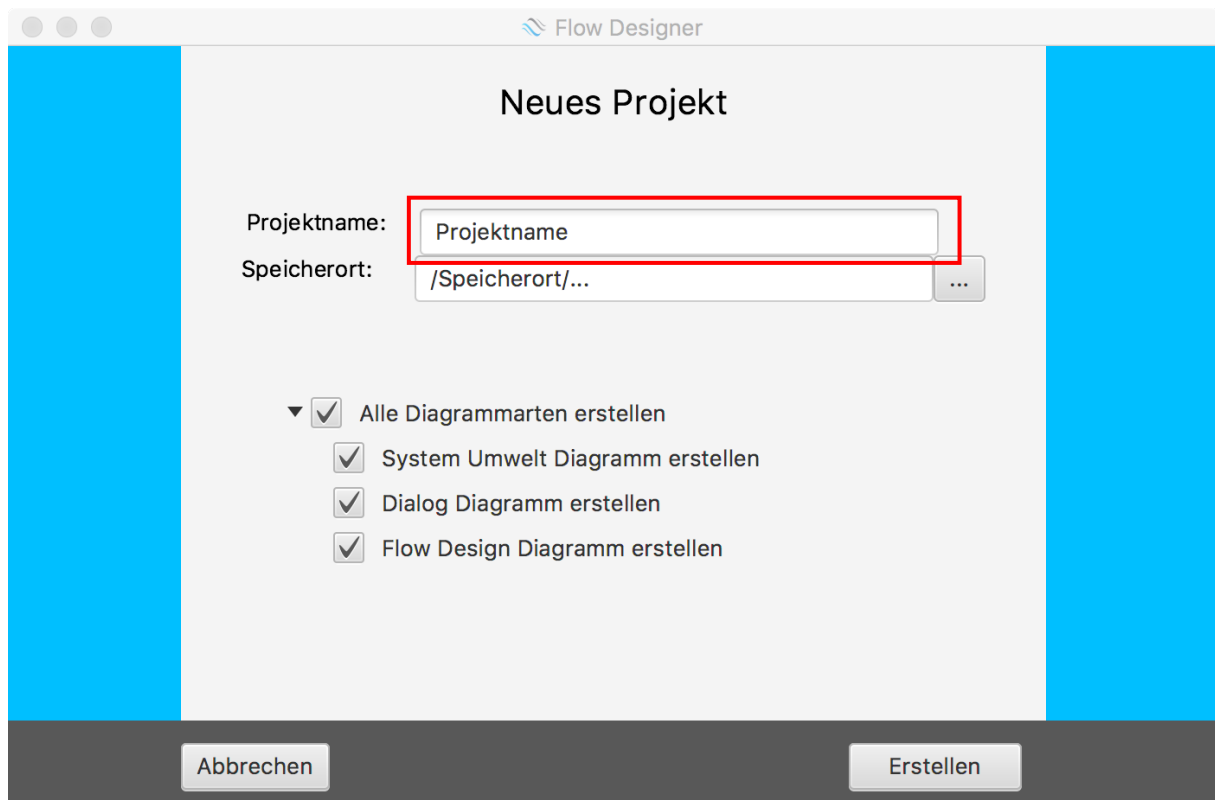 Flow Designer
Neues Projekt
Projektname: Projektname
Speicherort: /Speicherort/... ...
Alle Diagrammarten erstellen
System Umwelt Diagramm erstellen
Dialog Diagramm erstellen
Flow Design Diagramm erstellen
Abbrechen Erstellen